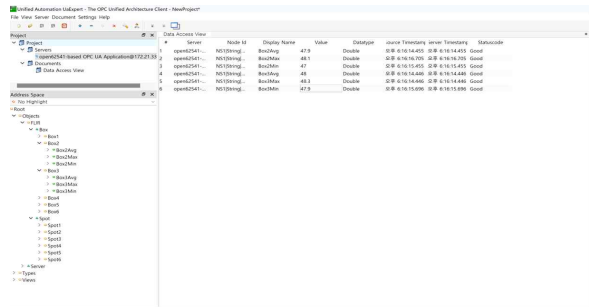 Unified Automation UaExpert - The OPC Unified Architecture Client - NewProject*
File View Server Document Settings Help
Project
Project
Servers
open62541-based OPC UA Application@172.21.33
Documents
Data Access View
Address Space
No Highlight
Root
Objects
FLIR
Box
Box1
Box2
Box2Avg
Box2Max
Box2Min
Box3
Box3Avg
Box3Max
Box3Min
Box4
Box5
Box6
Spot
Spot1
Spot2
Spot3
Spot4
Spot5
Spot6
Server
Types
Views
Data Access View
# Server Node Id Display Name Value Datatype ource Timestamp erver Timestamp Statuscode
1 open62541-... NS1|String|... Box2Avg 47.9 Double 오후 6:16:14.455 오후 6:16:14.455 Good
2 open62541-... NS1|String|... Box2Max 48.1 Double 오후 6:16:16.705 오후 6:16:16.705 Good
3 open62541-... NS1|String|... Box2Min 47 Double 오후 6:16:15.455 오후 6:16:15.455 Good
4 open62541-... NS1|String|... Box3Avg 48 Double 오후 6:16:14.446 오후 6:16:14.446 Good
5 open62541-... NS1|String|... Box3Max 48.3 Double 오후 6:16:14.446 오후 6:16:14.446 Good
6 open62541-... NS1|String|... Box3Min 47.9 Double 오후 6:16:15.696 오후 6:16:15.696 Good